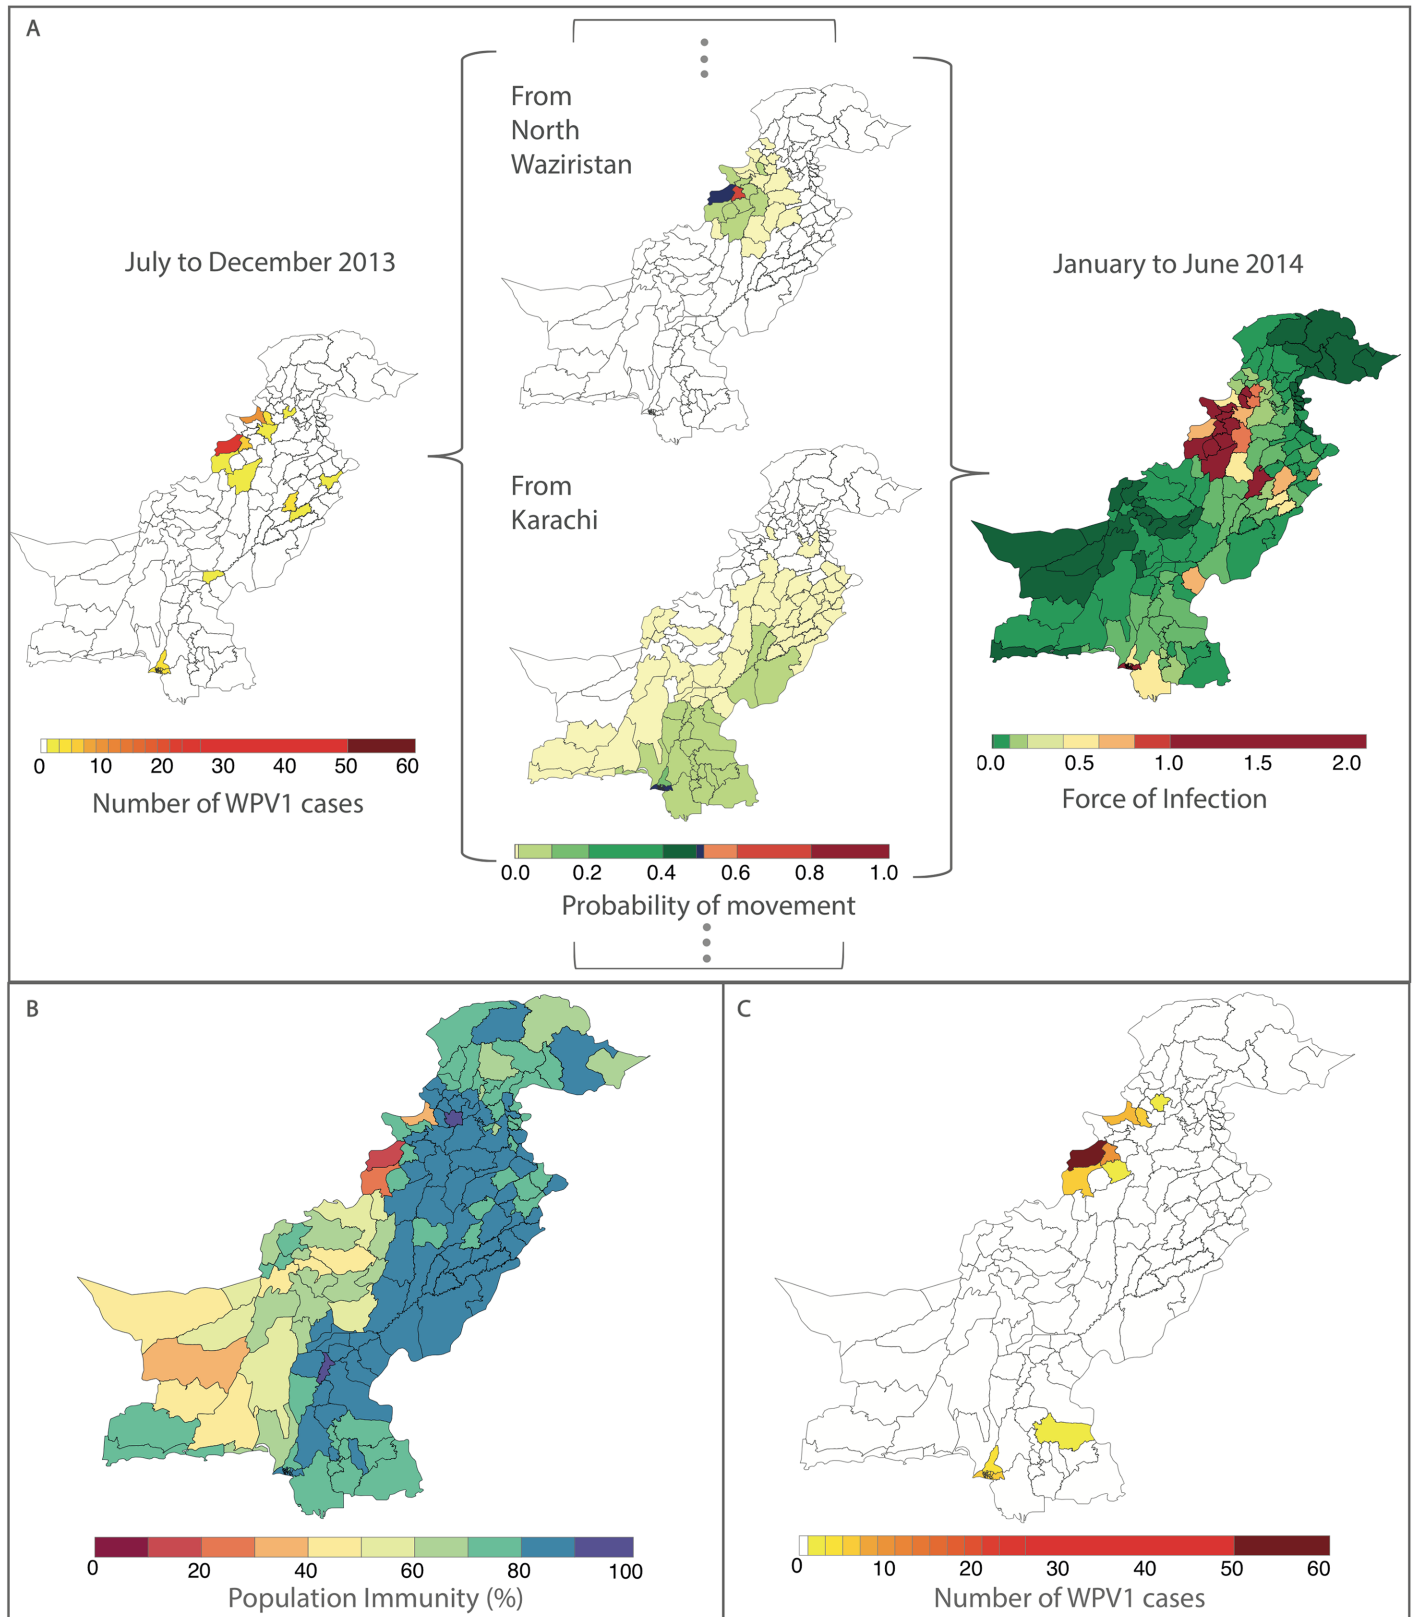 A
From
North
Waziristan
July to December 2013
January to June 2014
From
Karachi
0 10 20 30 40 50 60
Number of WPV1 cases
0.0 0.5 1.0 1.5 2.0
Force of Infection
0.0 0.2 0.4 0.6 0.8 1.0
Probability of movement
B
0 20 40 60 80 100
Population Immunity (%)
C
0 10 20 30 40 50 60
Number of WPV1 cases